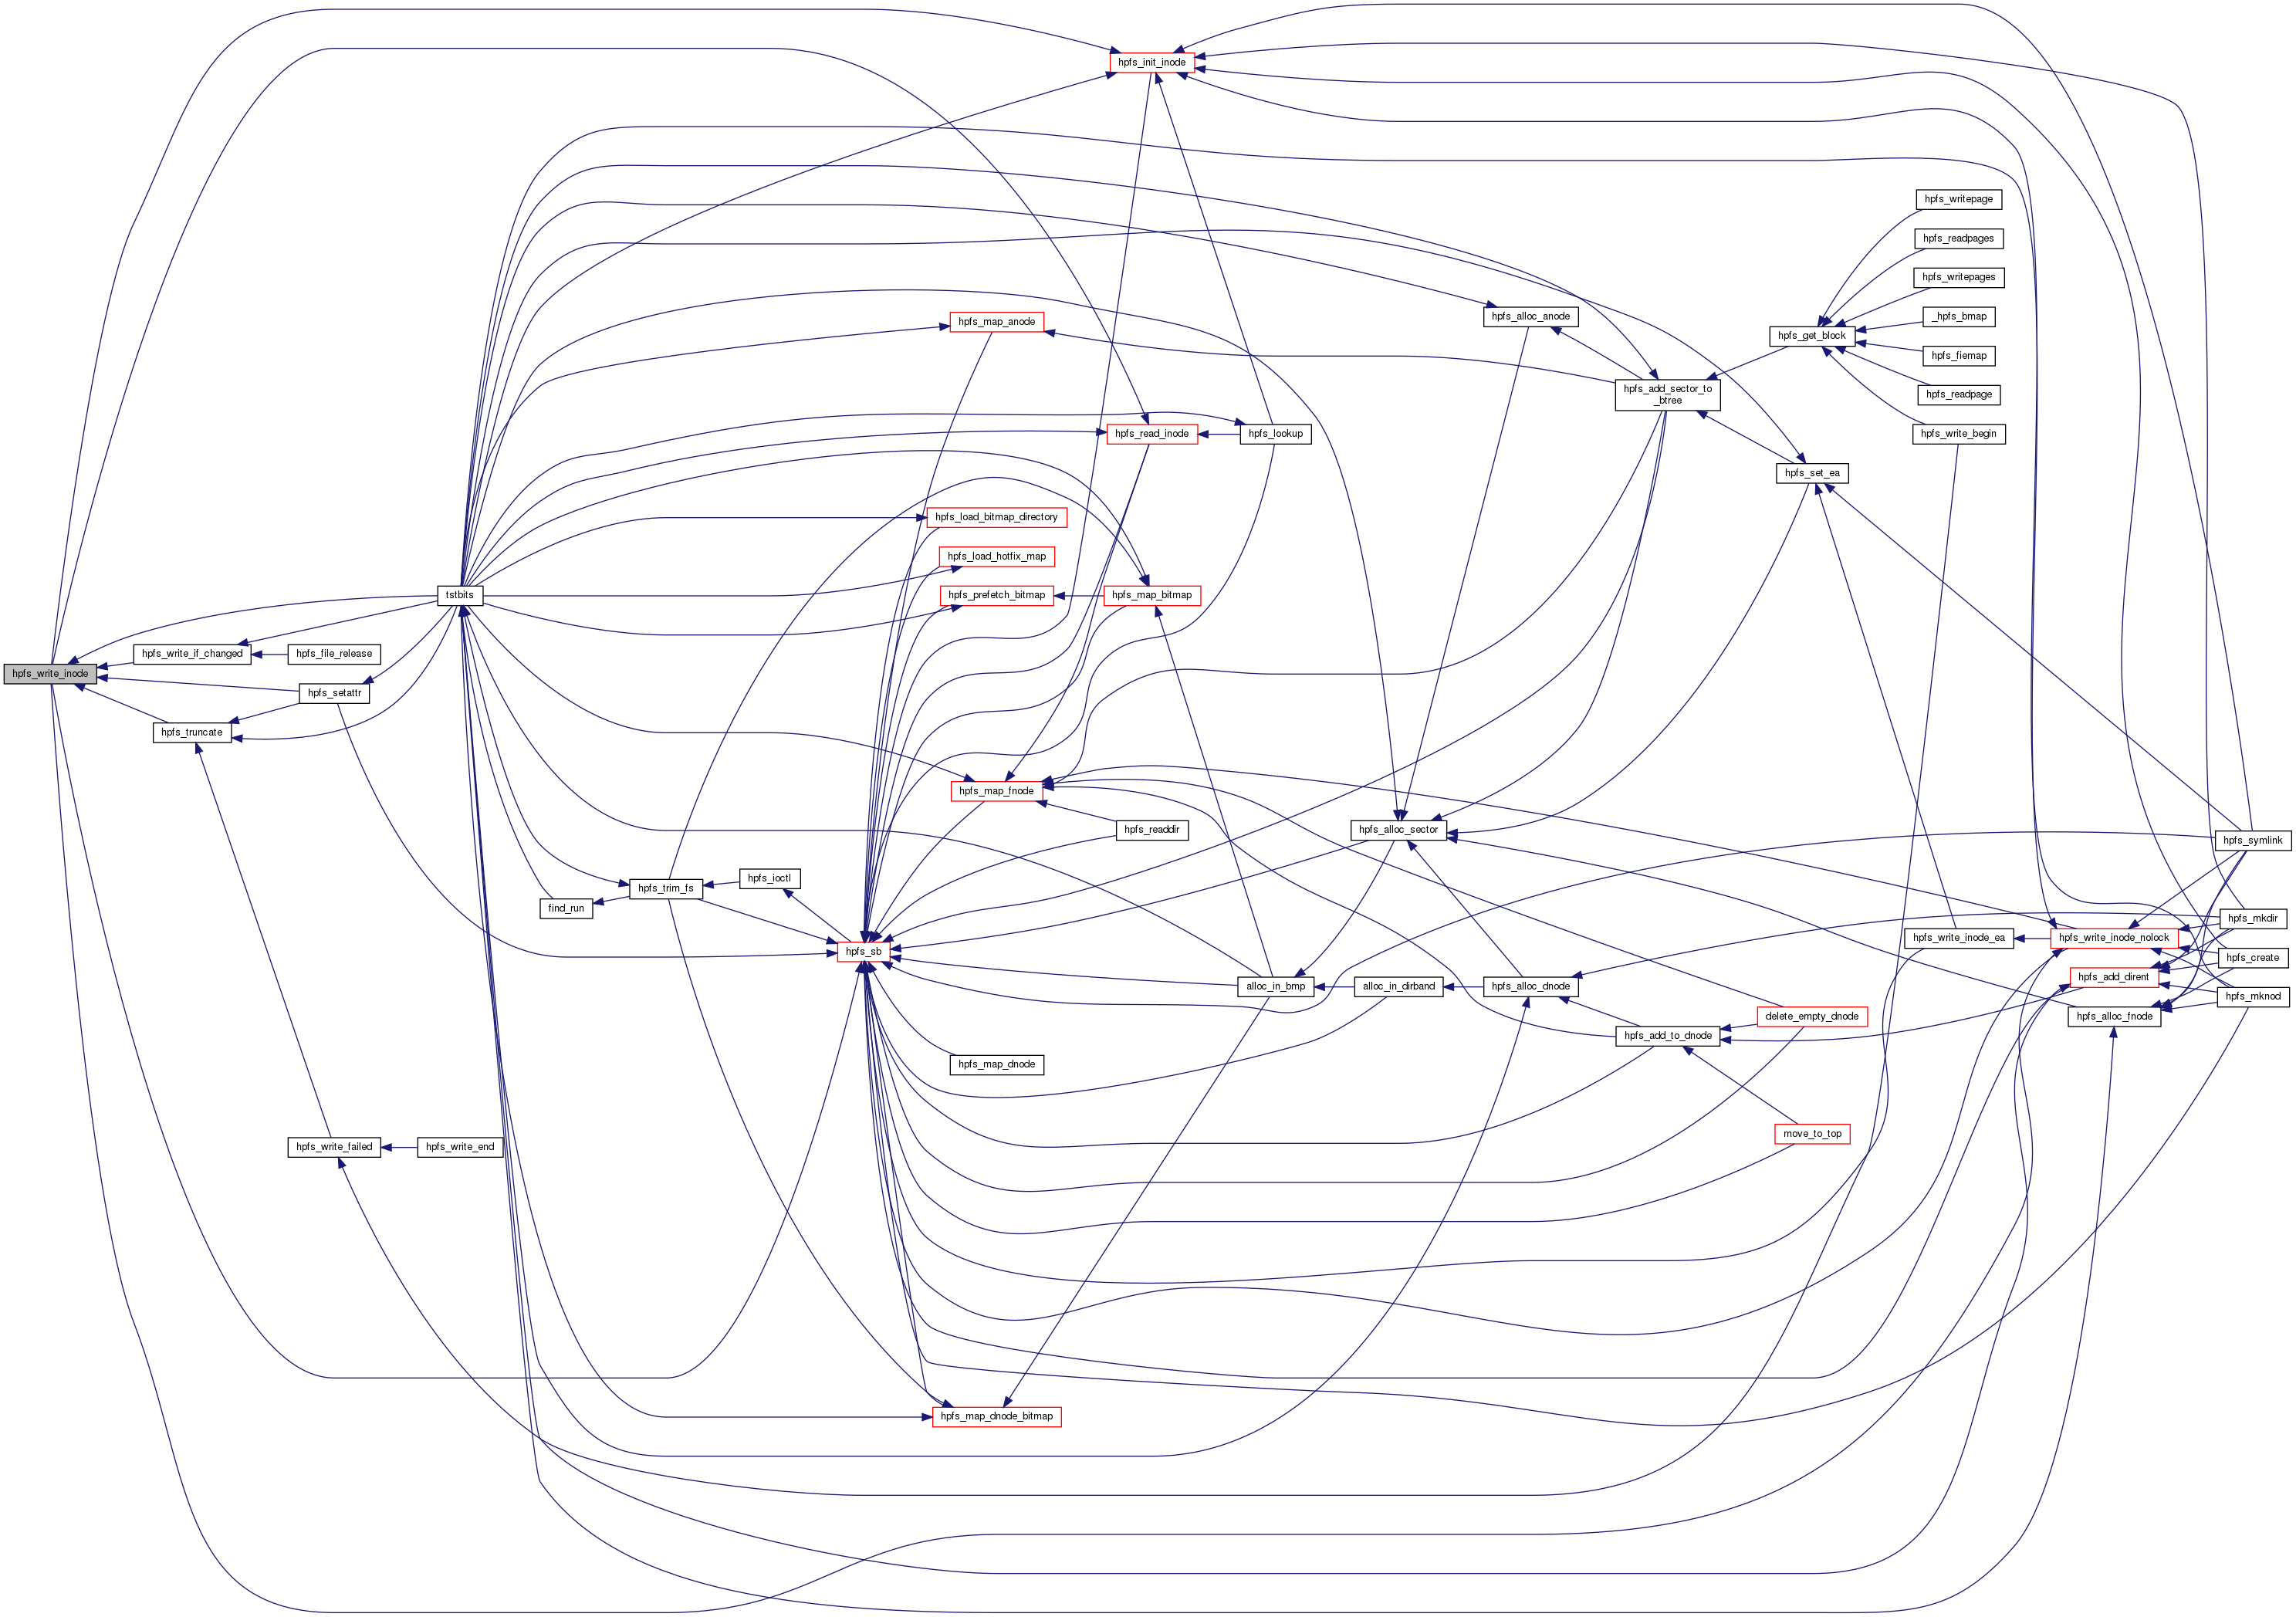 hpfs_init_inode
hpfs_writepage
hpfs_readpages
hpfs_writepages
hpfs_map_anode
hpfs_alloc_anode
_hpfs_bmap
hpfs_get_block
hpfs_fiemap
hpfs_add_sector_to
_btree
hpfs_readpage
hpfs_read_inode
hpfs_lookup
hpfs_write_begin
hpfs_set_ea
hpfs_load_bitmap_directory
hpfs_load_hotfix_map
tstbits
hpfs_prefetch_bitmap
hpfs_map_bitmap
hpfs_write_if_changed
hpfs_file_release
hpfs_write_inode
hpfs_setattr
hpfs_truncate
hpfs_map_fnode
hpfs_readdir
hpfs_alloc_sector
hpfs_symlink
hpfs_ioctl
hpfs_trim_fs
find_run
hpfs_mkdir
hpfs_write_inode_ea
hpfs_write_inode_nolock
hpfs_sb
hpfs_create
hpfs_add_dirent
alloc_in_bmp
alloc_in_dirband
hpfs_alloc_dnode
hpfs_mknod
delete_empty_dnode
hpfs_alloc_fnode
hpfs_add_to_dnode
hpfs_map_dnode
move_to_top
hpfs_write_failed
hpfs_write_end
hpfs_map_dnode_bitmap